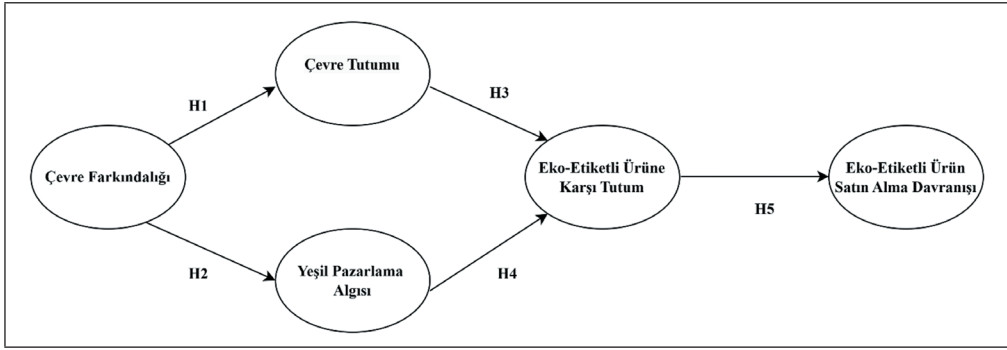 Çevre Tutumu
H1
H3
Çevre Farkındalığı
Eko-Etiketli Ürüne
Karşı Tutum
Eko-Etiketli Ürün
Satın Alma Davranışı
H5
H2
H4
Yeşil Pazarlama
Algısı